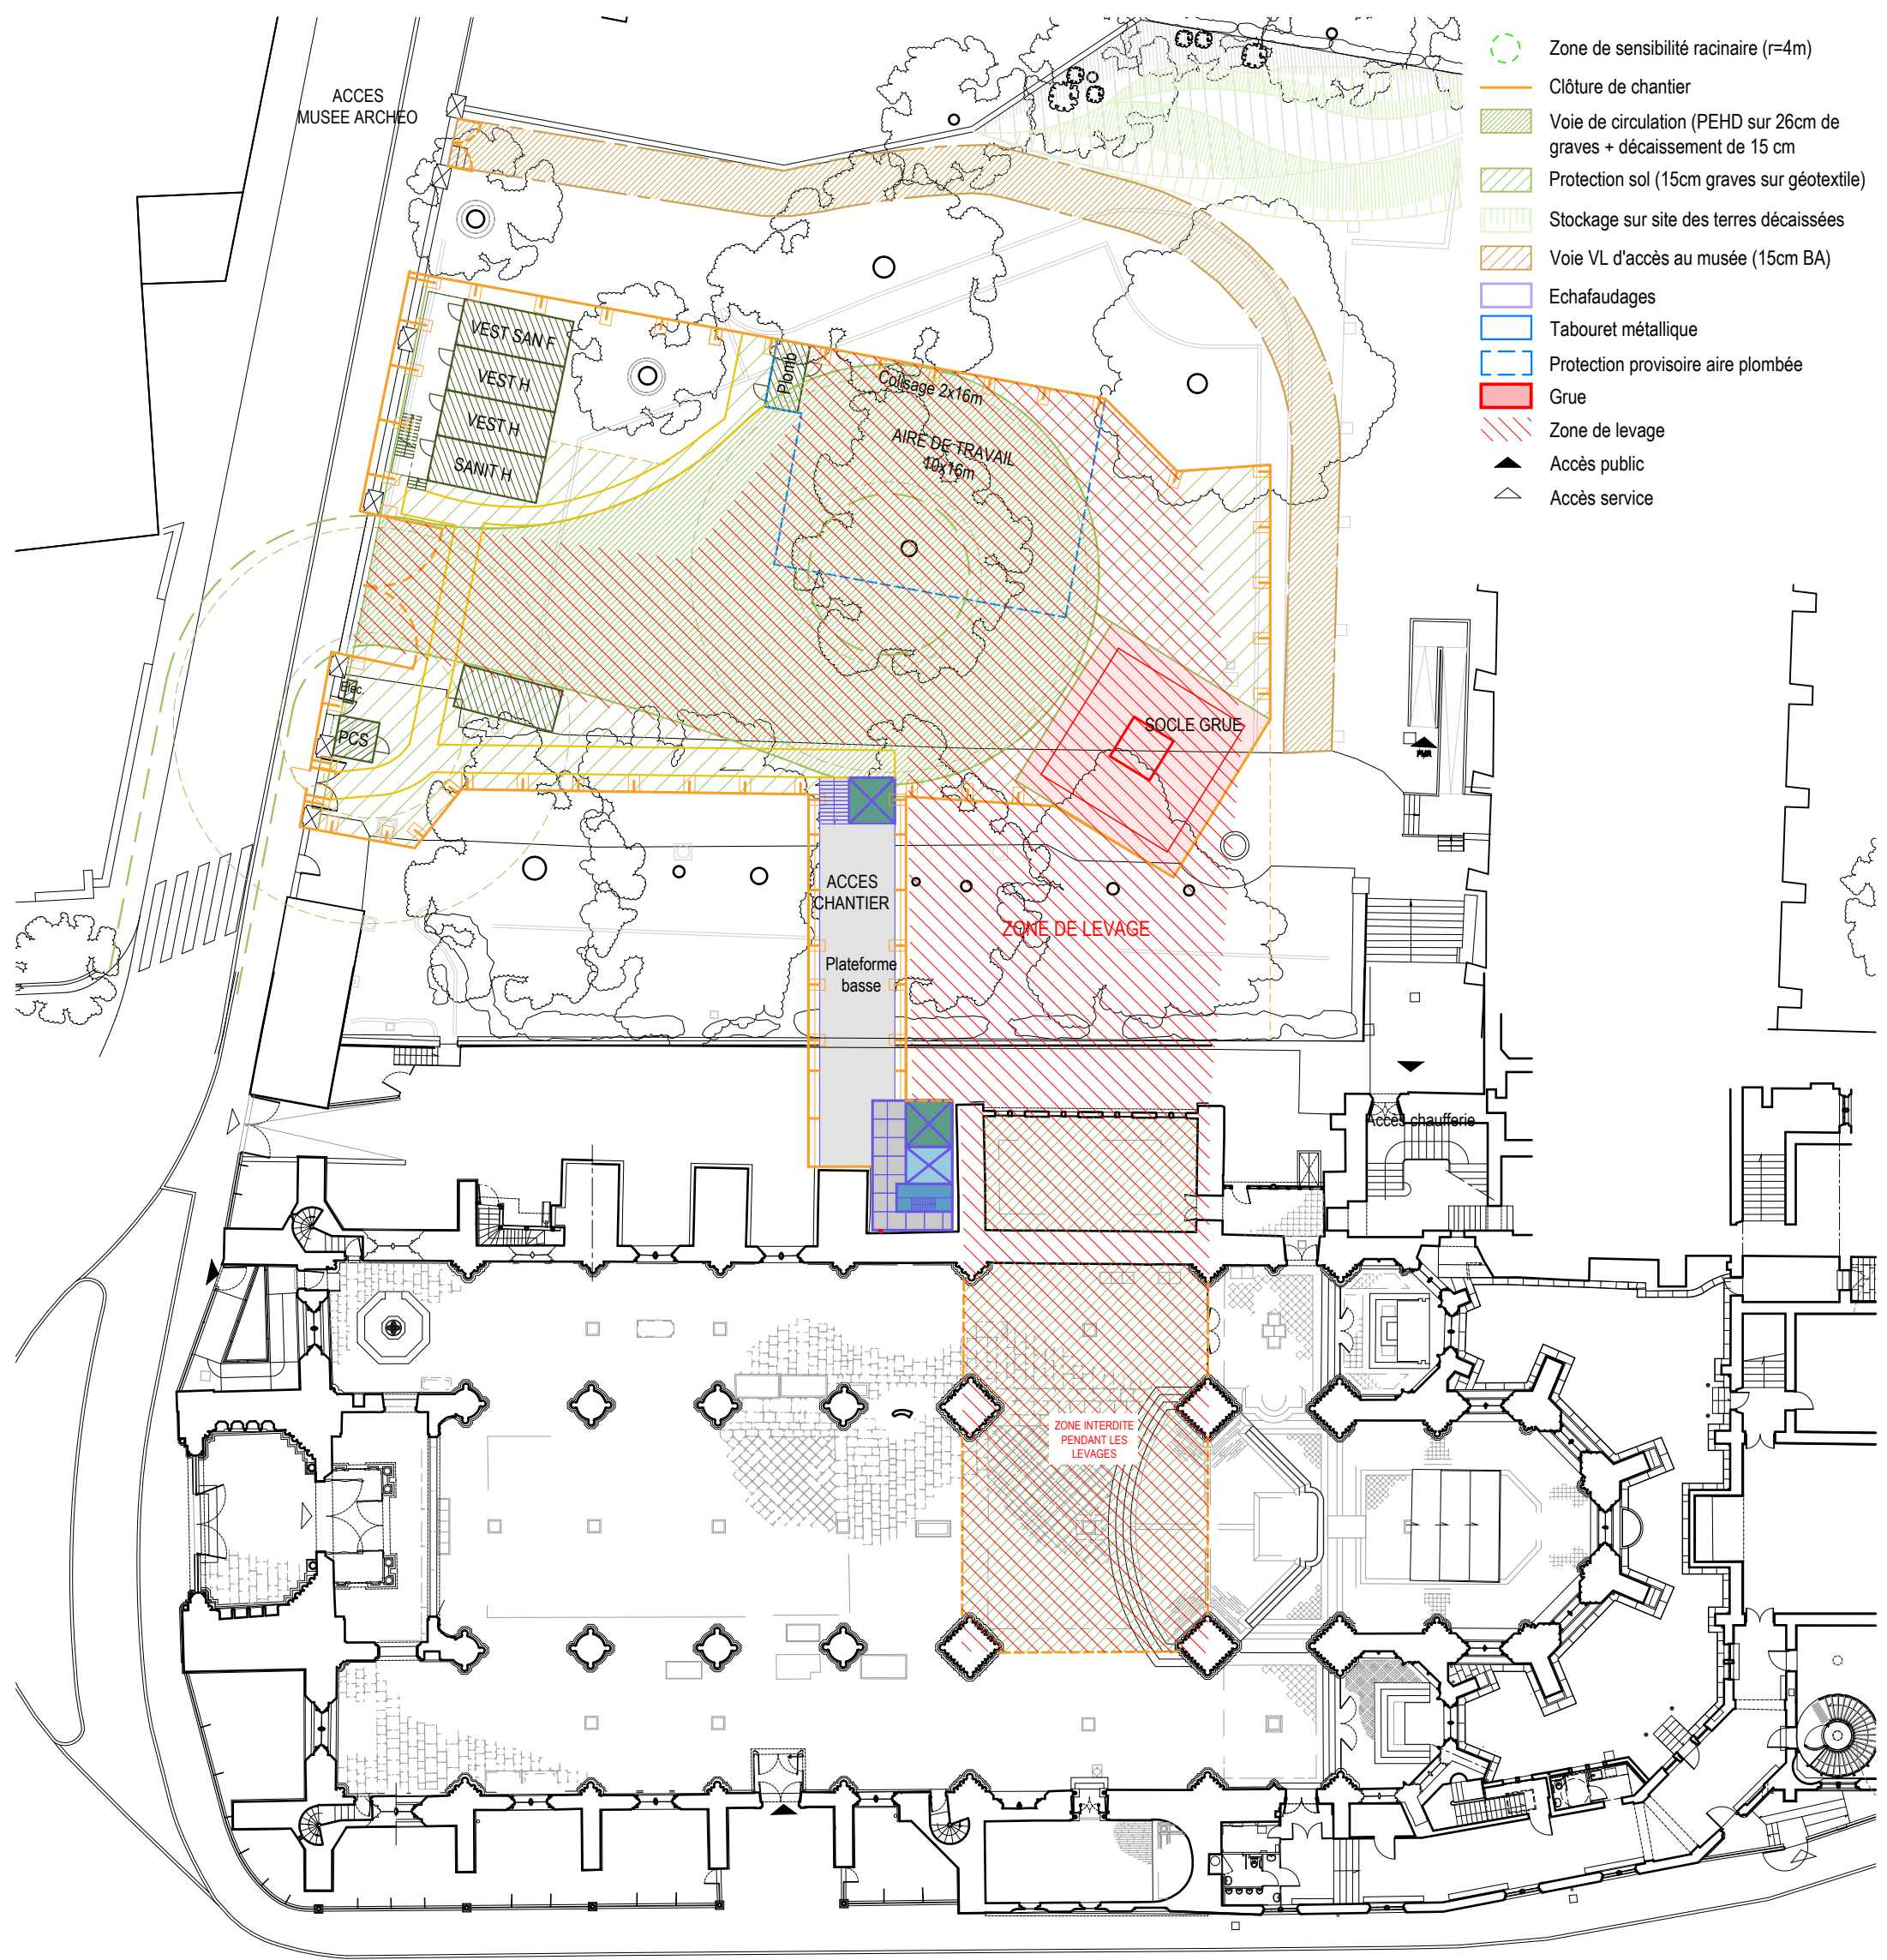 ACCES
MUSEE ARCHEO
Zone de sensibilité racinaire (r=4m)
Clôture de chantier
Voie de circulation (PEHD sur 26cm de
graves + décaissement de 15 cm
Protection sol (15cm graves sur géotextile)
Stockage sur site des terres décaissées
Voie VL d'accès au musée (15cm BA)
Echafaudages
Tabouret métallique
Protection provisoire aire plombée
Grue
Zone de levage
Accès public
Accès service
VEST SAN F
VEST H
VEST H
SANIT H
Plomb
Colisage 2x16m
AIRE DE TRAVAIL
40x16m
Elec.
PCS
SOCLE GRUE
ACCES
CHANTIER
Plateforme
basse
ZONE DE LEVAGE
Accès chaufferie
ZONE INTERDITE
PENDANT LES
LEVAGES